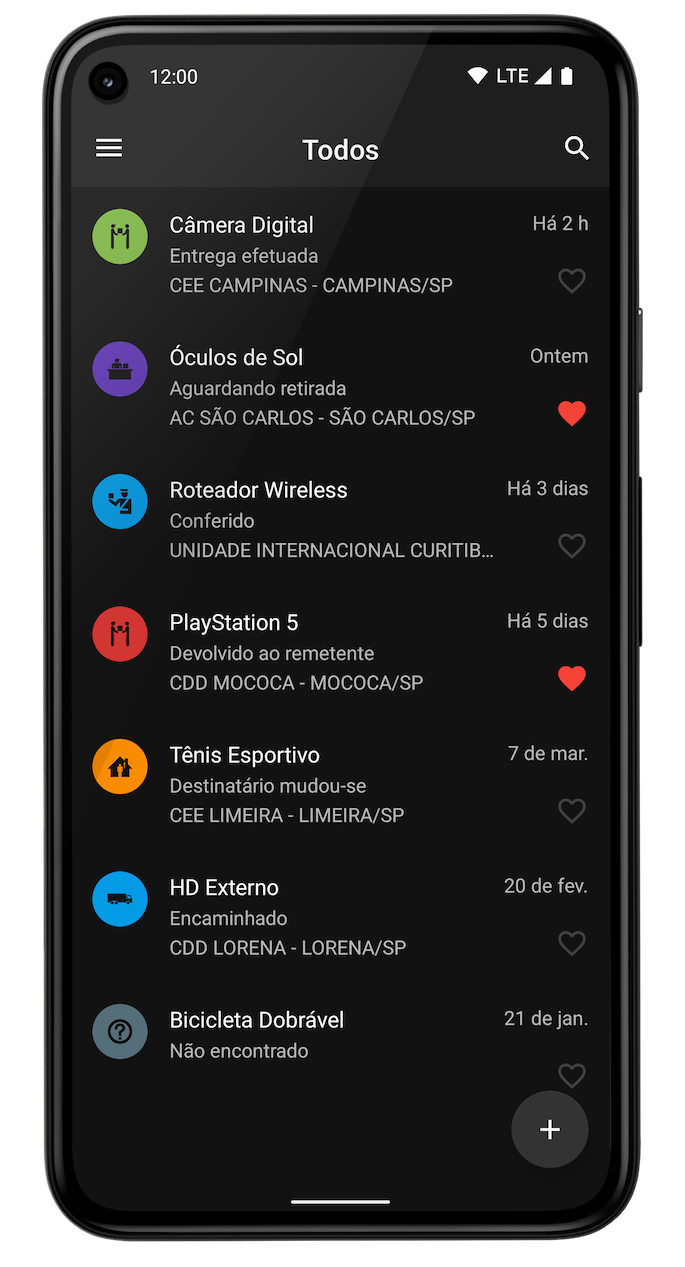 12:00 LTE
Todos
Câmera Digital Há 2 h
Entrega efetuada
CEE CAMPINAS - CAMPINAS/SP
Óculos de Sol Ontem
Aguardando retirada
AC SÃO CARLOS - SÃO CARLOS/SP
Roteador Wireless Há 3 dias
Conferido
UNIDADE INTERNACIONAL CURITIB...
PlayStation 5 Há 5 dias
Devolvido ao remetente
CDD MOCOCA - MOCOCA/SP
Tênis Esportivo 7 de mar.
Destinatário mudou-se
CEE LIMEIRA - LIMEIRA/SP
HD Externo 20 de fev.
Encaminhado
CDD LORENA - LORENA/SP
Bicicleta Dobrável 21 de jan.
Não encontrado